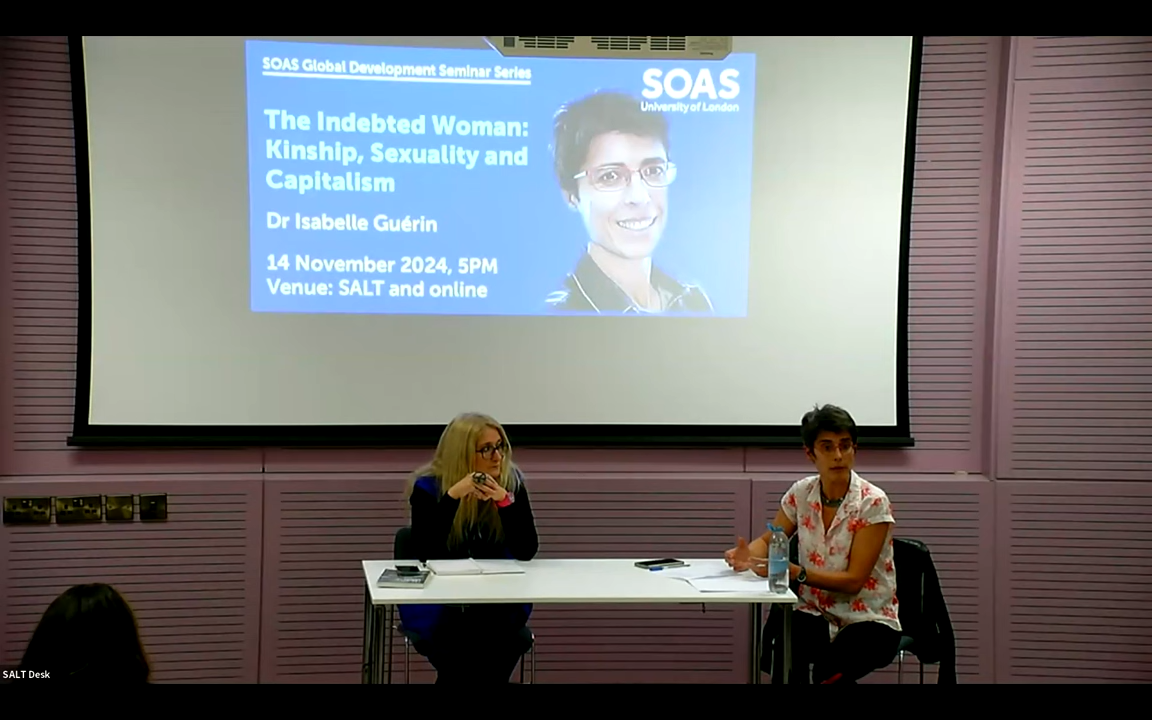 SOAS Global Development Seminar Series
SOAS
University of London
The Indebted Woman:
Kinship, Sexuality and
Capitalism
Dr Isabelle Guérin
14 November 2024, 5PM
Venue: SALT and online
SALT Desk